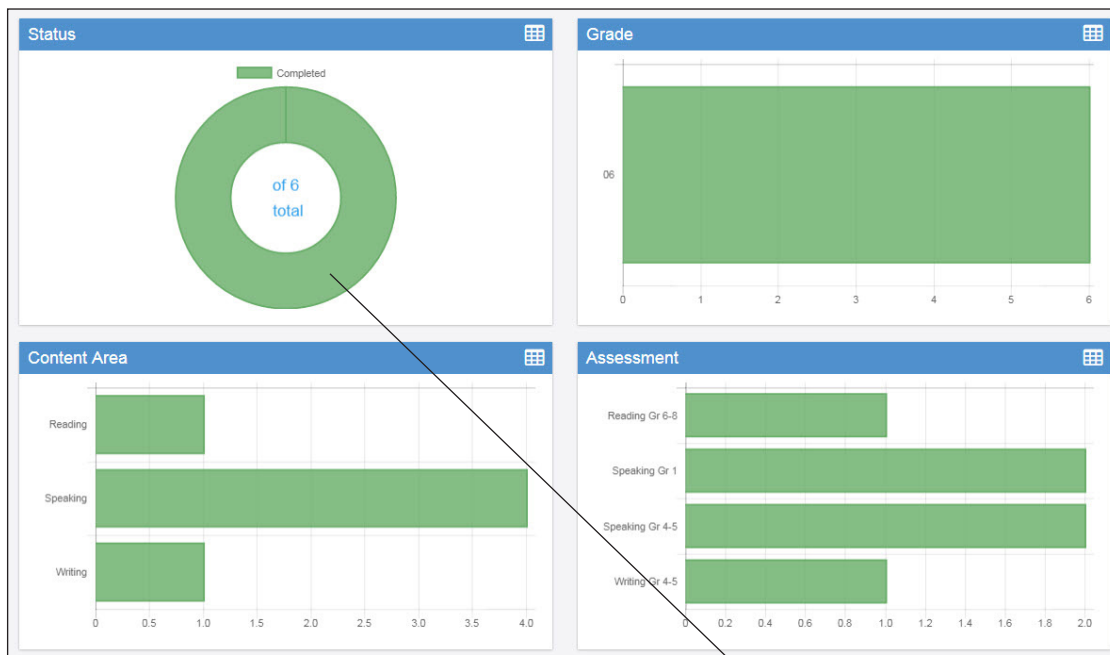 Status
Completed
of 6
total
Grade
06
0 1 2 3 4 5 6
Content Area
Reading
Speaking
Writing
0 0.5 1.0 1.5 2.0 2.5 3.0 3.5 4.0
Assessment
Reading Gr 6-8
Speaking Gr 1
Speaking Gr 4-5
Writing Gr 4-5
0 0.2 0.4 0.6 0.8 1.0 1.2 1.4 1.6 1.8 2.0